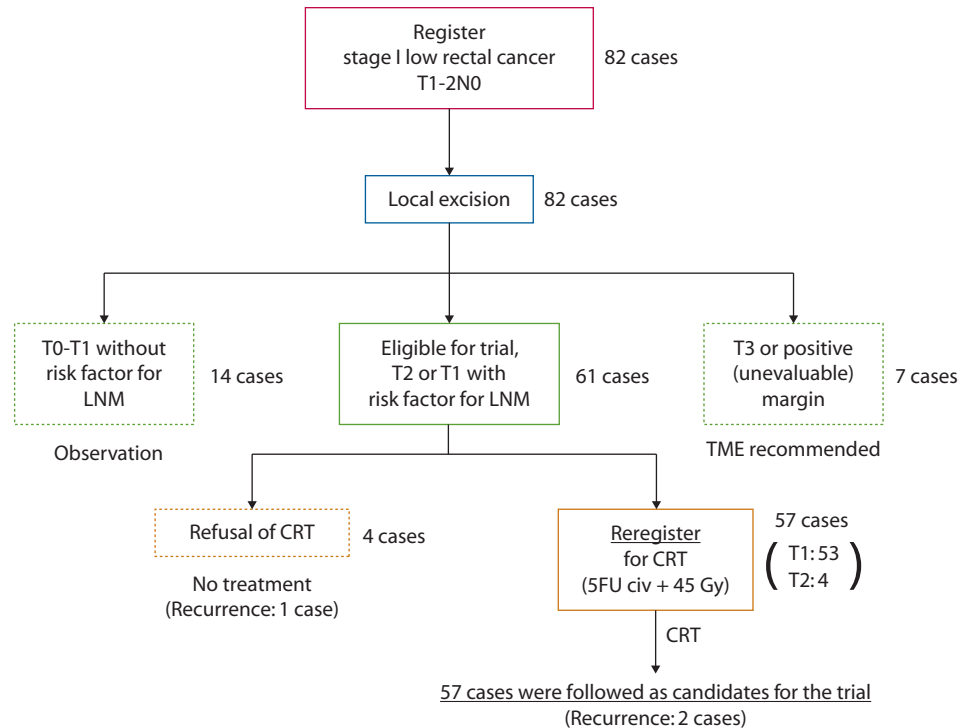 Register
stage I low rectal cancer
T1-2N0
82 cases
Local excision
82 cases
T0-T1 without
risk factor for
LNM
14 cases
Observation
Eligible for trial,
T2 or T1 with
risk factor for LNM
61 cases
T3 or positive
(unevaluable)
margin
7 cases
TME recommended
Refusal of CRT
4 cases
No treatment
(Recurrence: 1 case)
Reregister
for CRT
(5FU civ + 45 Gy)
57 cases
( T1: 53
T2: 4 )
CRT
57 cases were followed as candidates for the trial
(Recurrence: 2 cases)